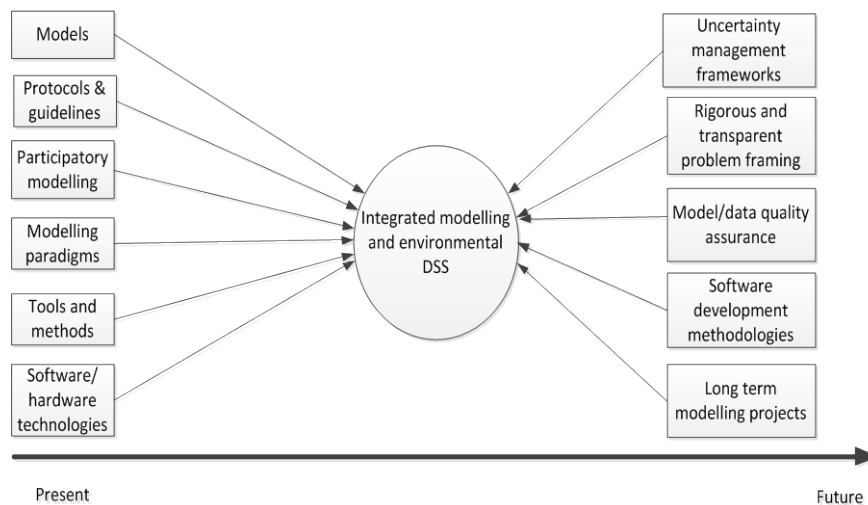 Models
Protocols &
guidelines
Participatory
modelling
Modelling
paradigms
Tools and
methods
Software/
hardware
technologies
Integrated modelling
and environmental
DSS
Uncertainty
management
frameworks
Rigorous and
transparent
problem framing
Model/data quality
assurance
Software
development
methodologies
Long term
modelling projects
Present
Future